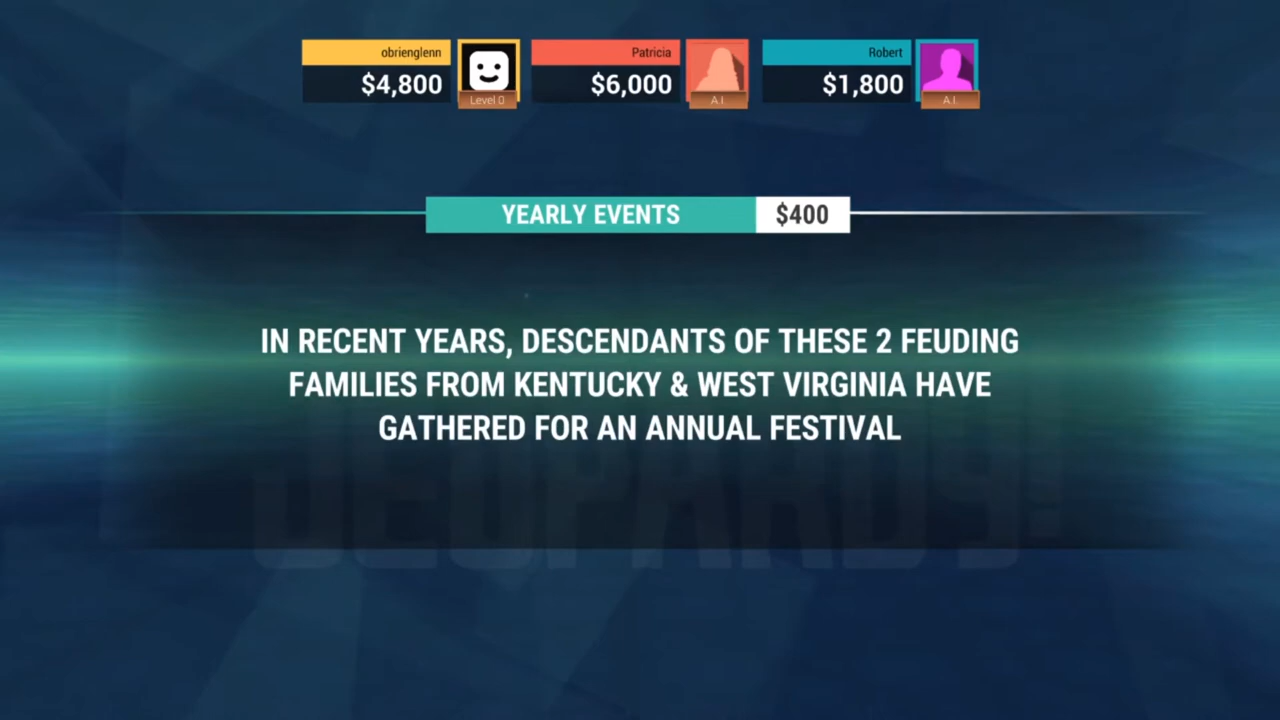 obrienglenn
$4,800
Level 0
Patricia
$6,000
A.I.
Robert
$1,800
A.I.
YEARLY EVENTS
$400
IN RECENT YEARS, DESCENDANTS OF THESE 2 FEUDING
FAMILIES FROM KENTUCKY & WEST VIRGINIA HAVE
GATHERED FOR AN ANNUAL FESTIVAL
JEOPARDY!